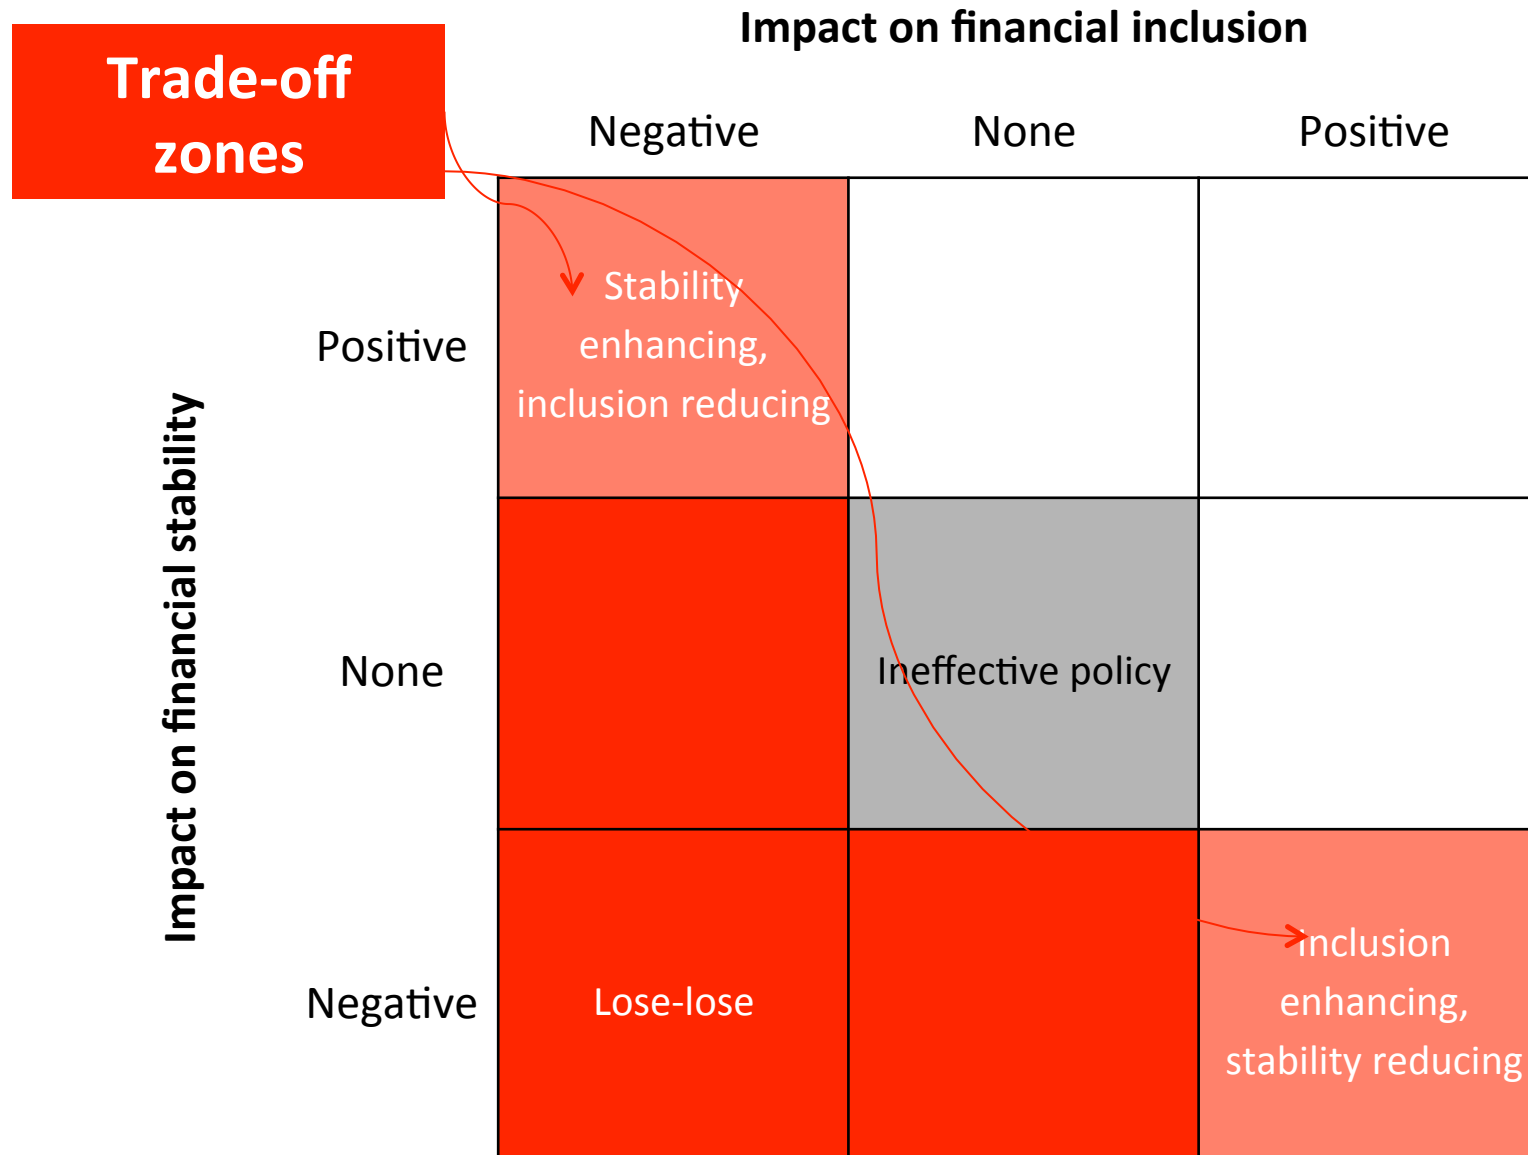 Impact on financial inclusion
Trade-off
zones
Negative
None
Positive
Stability
enhancing,
inclusion reducing
Positive
Impact on financial stability
None
Ineffective policy
Negative
Lose-lose
Inclusion
enhancing,
stability reducing